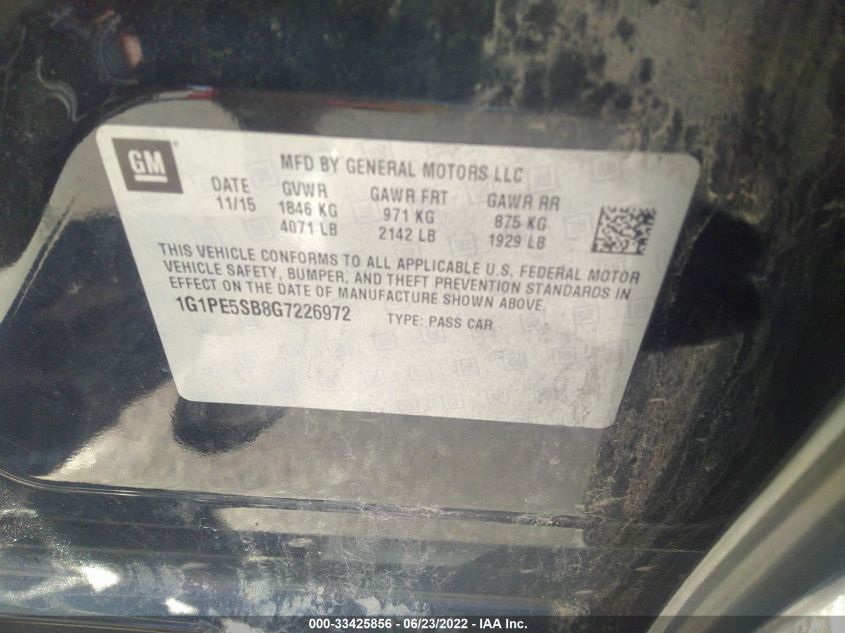 GM
MFD BY GENERAL MOTORS LLC
DATE GVWR GAWR FRT GAWR RR
11/15 1846 KG 971 KG 875 KG
4071 LB 2142 LB 1929 LB
THIS VEHICLE CONFORMS TO ALL APPLICABLE U.S. FEDERAL MOTOR
VEHICLE SAFETY, BUMPER, AND THEFT PREVENTION STANDARDS IN
EFFECT ON THE DATE OF MANUFACTURE SHOWN ABOVE.
1G1PE5SB8G7226972 TYPE: PASS CAR
000-33425856 - 06/23/2022 - IAA Inc.